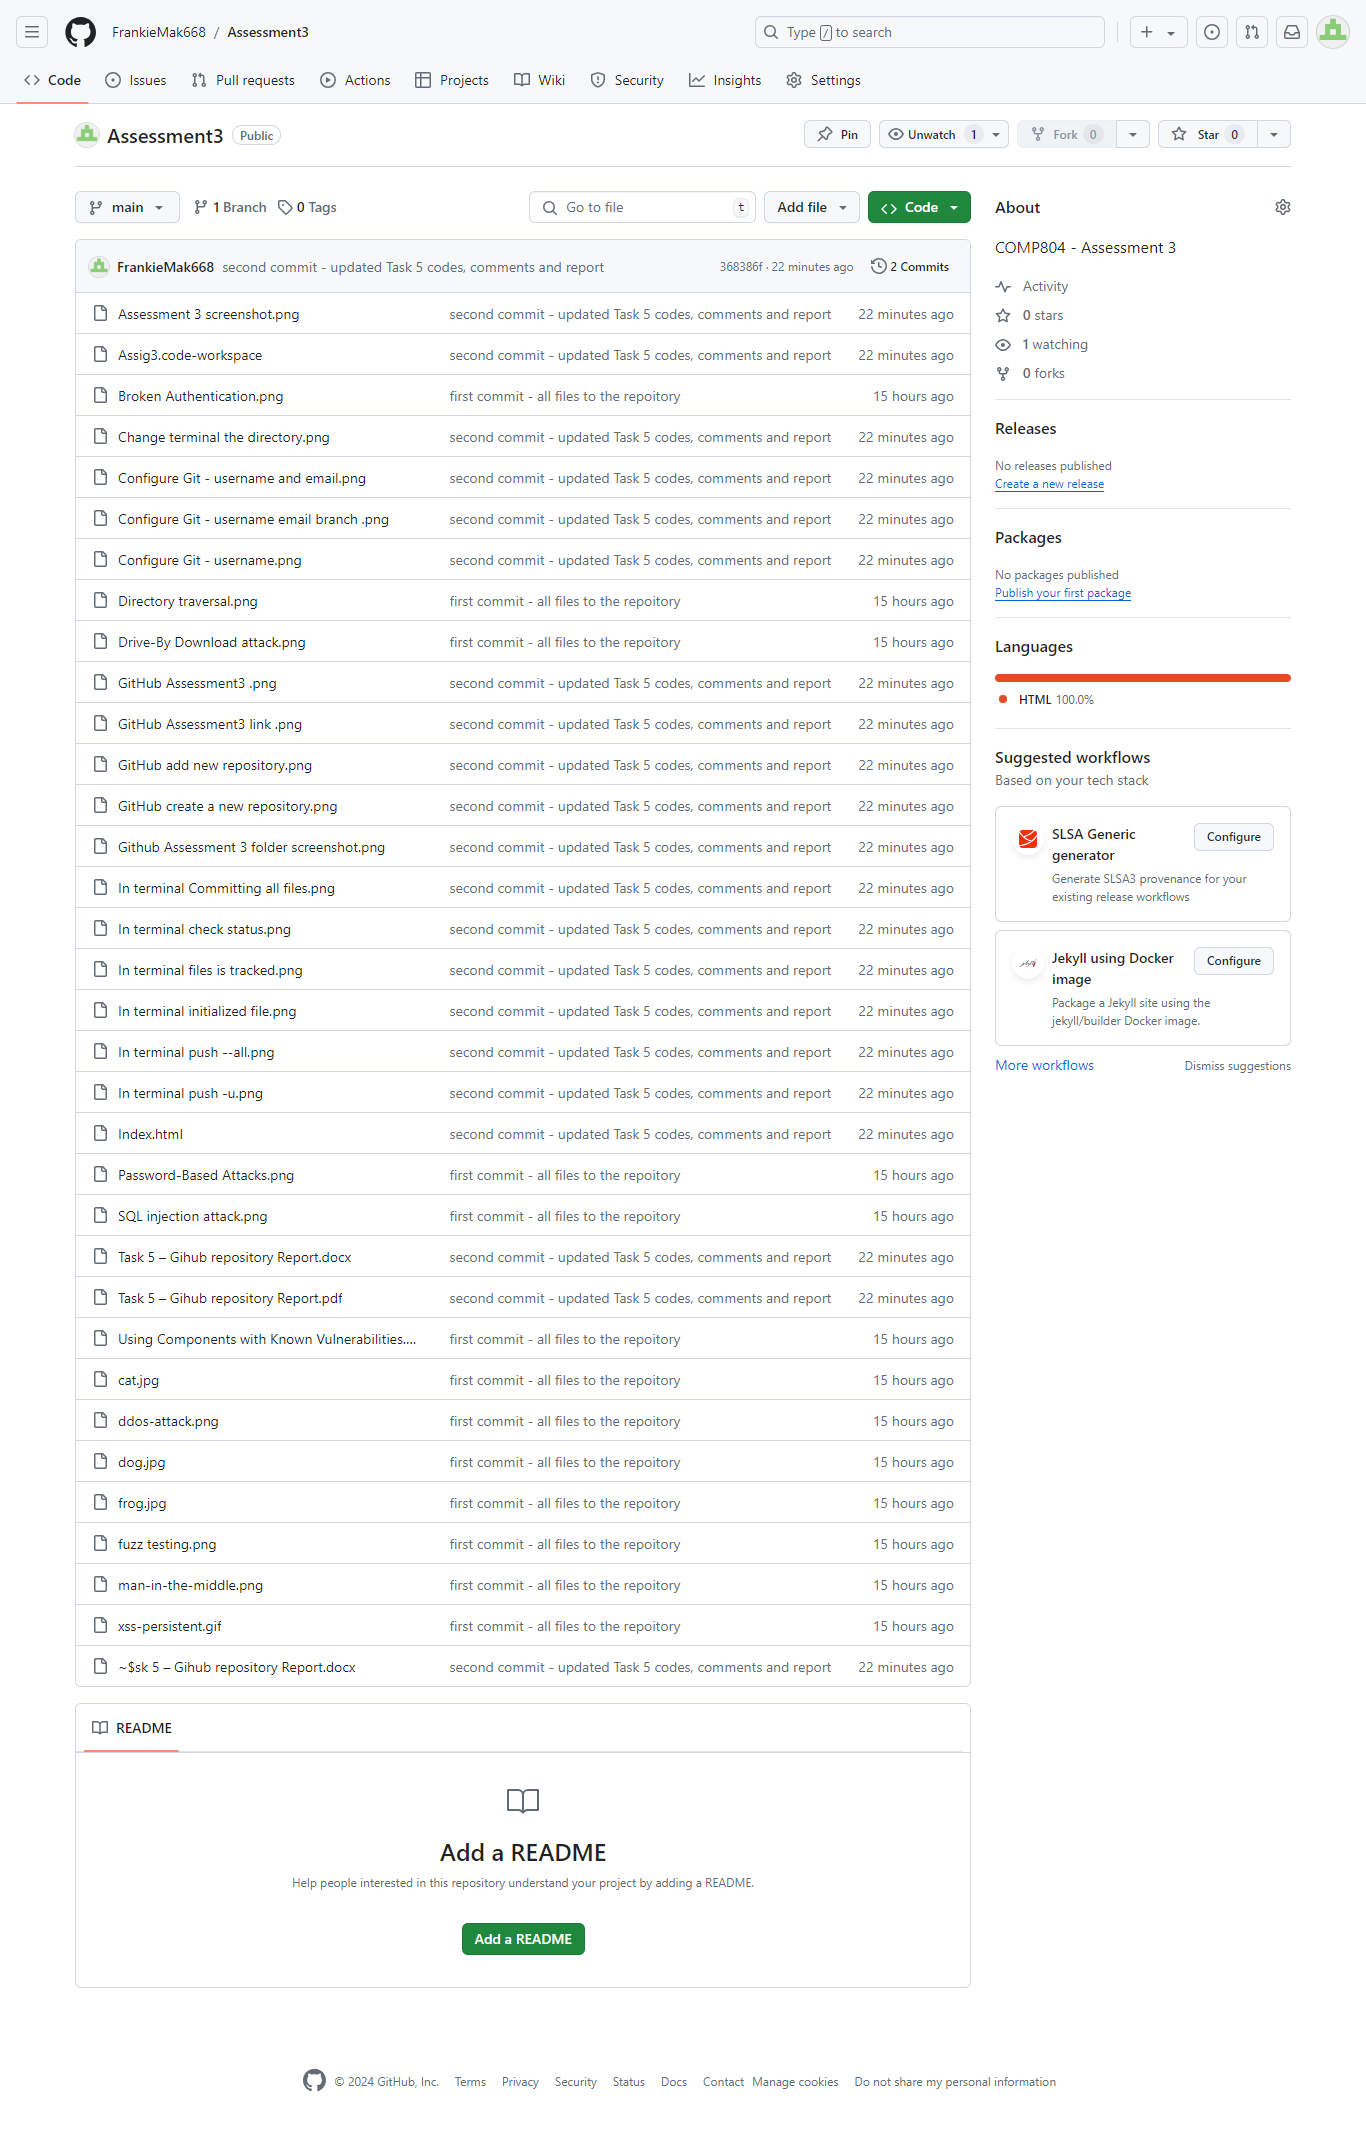 FrankieMak668 / Assessment3
Type / to search
Code Issues Pull requests Actions Projects Wiki Security Insights Settings
Assessment3 Public
Pin Unwatch 1 Fork 0 Star 0
main 1 Branch 0 Tags Go to file t Add file Code
FrankieMak668 second commit - updated Task 5 codes, comments and report 368386f · 22 minutes ago 2 Commits
Assessment 3 screenshot.png second commit - updated Task 5 codes, comments and report 22 minutes ago
Assig3.code-workspace second commit - updated Task 5 codes, comments and report 22 minutes ago
Broken Authentication.png first commit - all files to the repoitory 15 hours ago
Change terminal the directory.png second commit - updated Task 5 codes, comments and report 22 minutes ago
Configure Git - username and email.png second commit - updated Task 5 codes, comments and report 22 minutes ago
Configure Git - username email branch .png second commit - updated Task 5 codes, comments and report 22 minutes ago
Configure Git - username.png second commit - updated Task 5 codes, comments and report 22 minutes ago
Directory traversal.png first commit - all files to the repoitory 15 hours ago
Drive-By Download attack.png first commit - all files to the repoitory 15 hours ago
GitHub Assessment3 .png second commit - updated Task 5 codes, comments and report 22 minutes ago
GitHub Assessment3 link .png second commit - updated Task 5 codes, comments and report 22 minutes ago
GitHub add new repository.png second commit - updated Task 5 codes, comments and report 22 minutes ago
GitHub create a new repository.png second commit - updated Task 5 codes, comments and report 22 minutes ago
Github Assessment 3 folder screenshot.png second commit - updated Task 5 codes, comments and report 22 minutes ago
In terminal Committing all files.png second commit - updated Task 5 codes, comments and report 22 minutes ago
In terminal check status.png second commit - updated Task 5 codes, comments and report 22 minutes ago
In terminal files is tracked.png second commit - updated Task 5 codes, comments and report 22 minutes ago
In terminal initialized file.png second commit - updated Task 5 codes, comments and report 22 minutes ago
In terminal push --all.png second commit - updated Task 5 codes, comments and report 22 minutes ago
In terminal push -u.png second commit - updated Task 5 codes, comments and report 22 minutes ago
Index.html second commit - updated Task 5 codes, comments and report 22 minutes ago
Password-Based Attacks.png first commit - all files to the repoitory 15 hours ago
SQL injection attack.png first commit - all files to the repoitory 15 hours ago
Task 5 – Gihub repository Report.docx second commit - updated Task 5 codes, comments and report 22 minutes ago
Task 5 – Gihub repository Report.pdf second commit - updated Task 5 codes, comments and report 22 minutes ago
Using Components with Known Vulnerabilities.... first commit - all files to the repoitory 15 hours ago
cat.jpg first commit - all files to the repoitory 15 hours ago
ddos-attack.png first commit - all files to the repoitory 15 hours ago
dog.jpg first commit - all files to the repoitory 15 hours ago
frog.jpg first commit - all files to the repoitory 15 hours ago
fuzz testing.png first commit - all files to the repoitory 15 hours ago
man-in-the-middle.png first commit - all files to the repoitory 15 hours ago
xss-persistent.gif first commit - all files to the repoitory 15 hours ago
~$sk 5 – Gihub repository Report.docx second commit - updated Task 5 codes, comments and report 22 minutes ago
README
Add a README
Help people interested in this repository understand your project by adding a README.
Add a README
About
COMP804 - Assessment 3
Activity
0 stars
1 watching
0 forks
Releases
No releases published
Create a new release
Packages
No packages published
Publish your first package
Languages
HTML 100.0%
Suggested workflows
Based on your tech stack
SLSA Generic
generator
Configure
Generate SLSA3 provenance for your
existing release workflows
Jekyll using Docker
image
Configure
Package a Jekyll site using the
jekyll/builder Docker image.
More workflows Dismiss suggestions
© 2024 GitHub, Inc. Terms Privacy Security Status Docs Contact Manage cookies Do not share my personal information